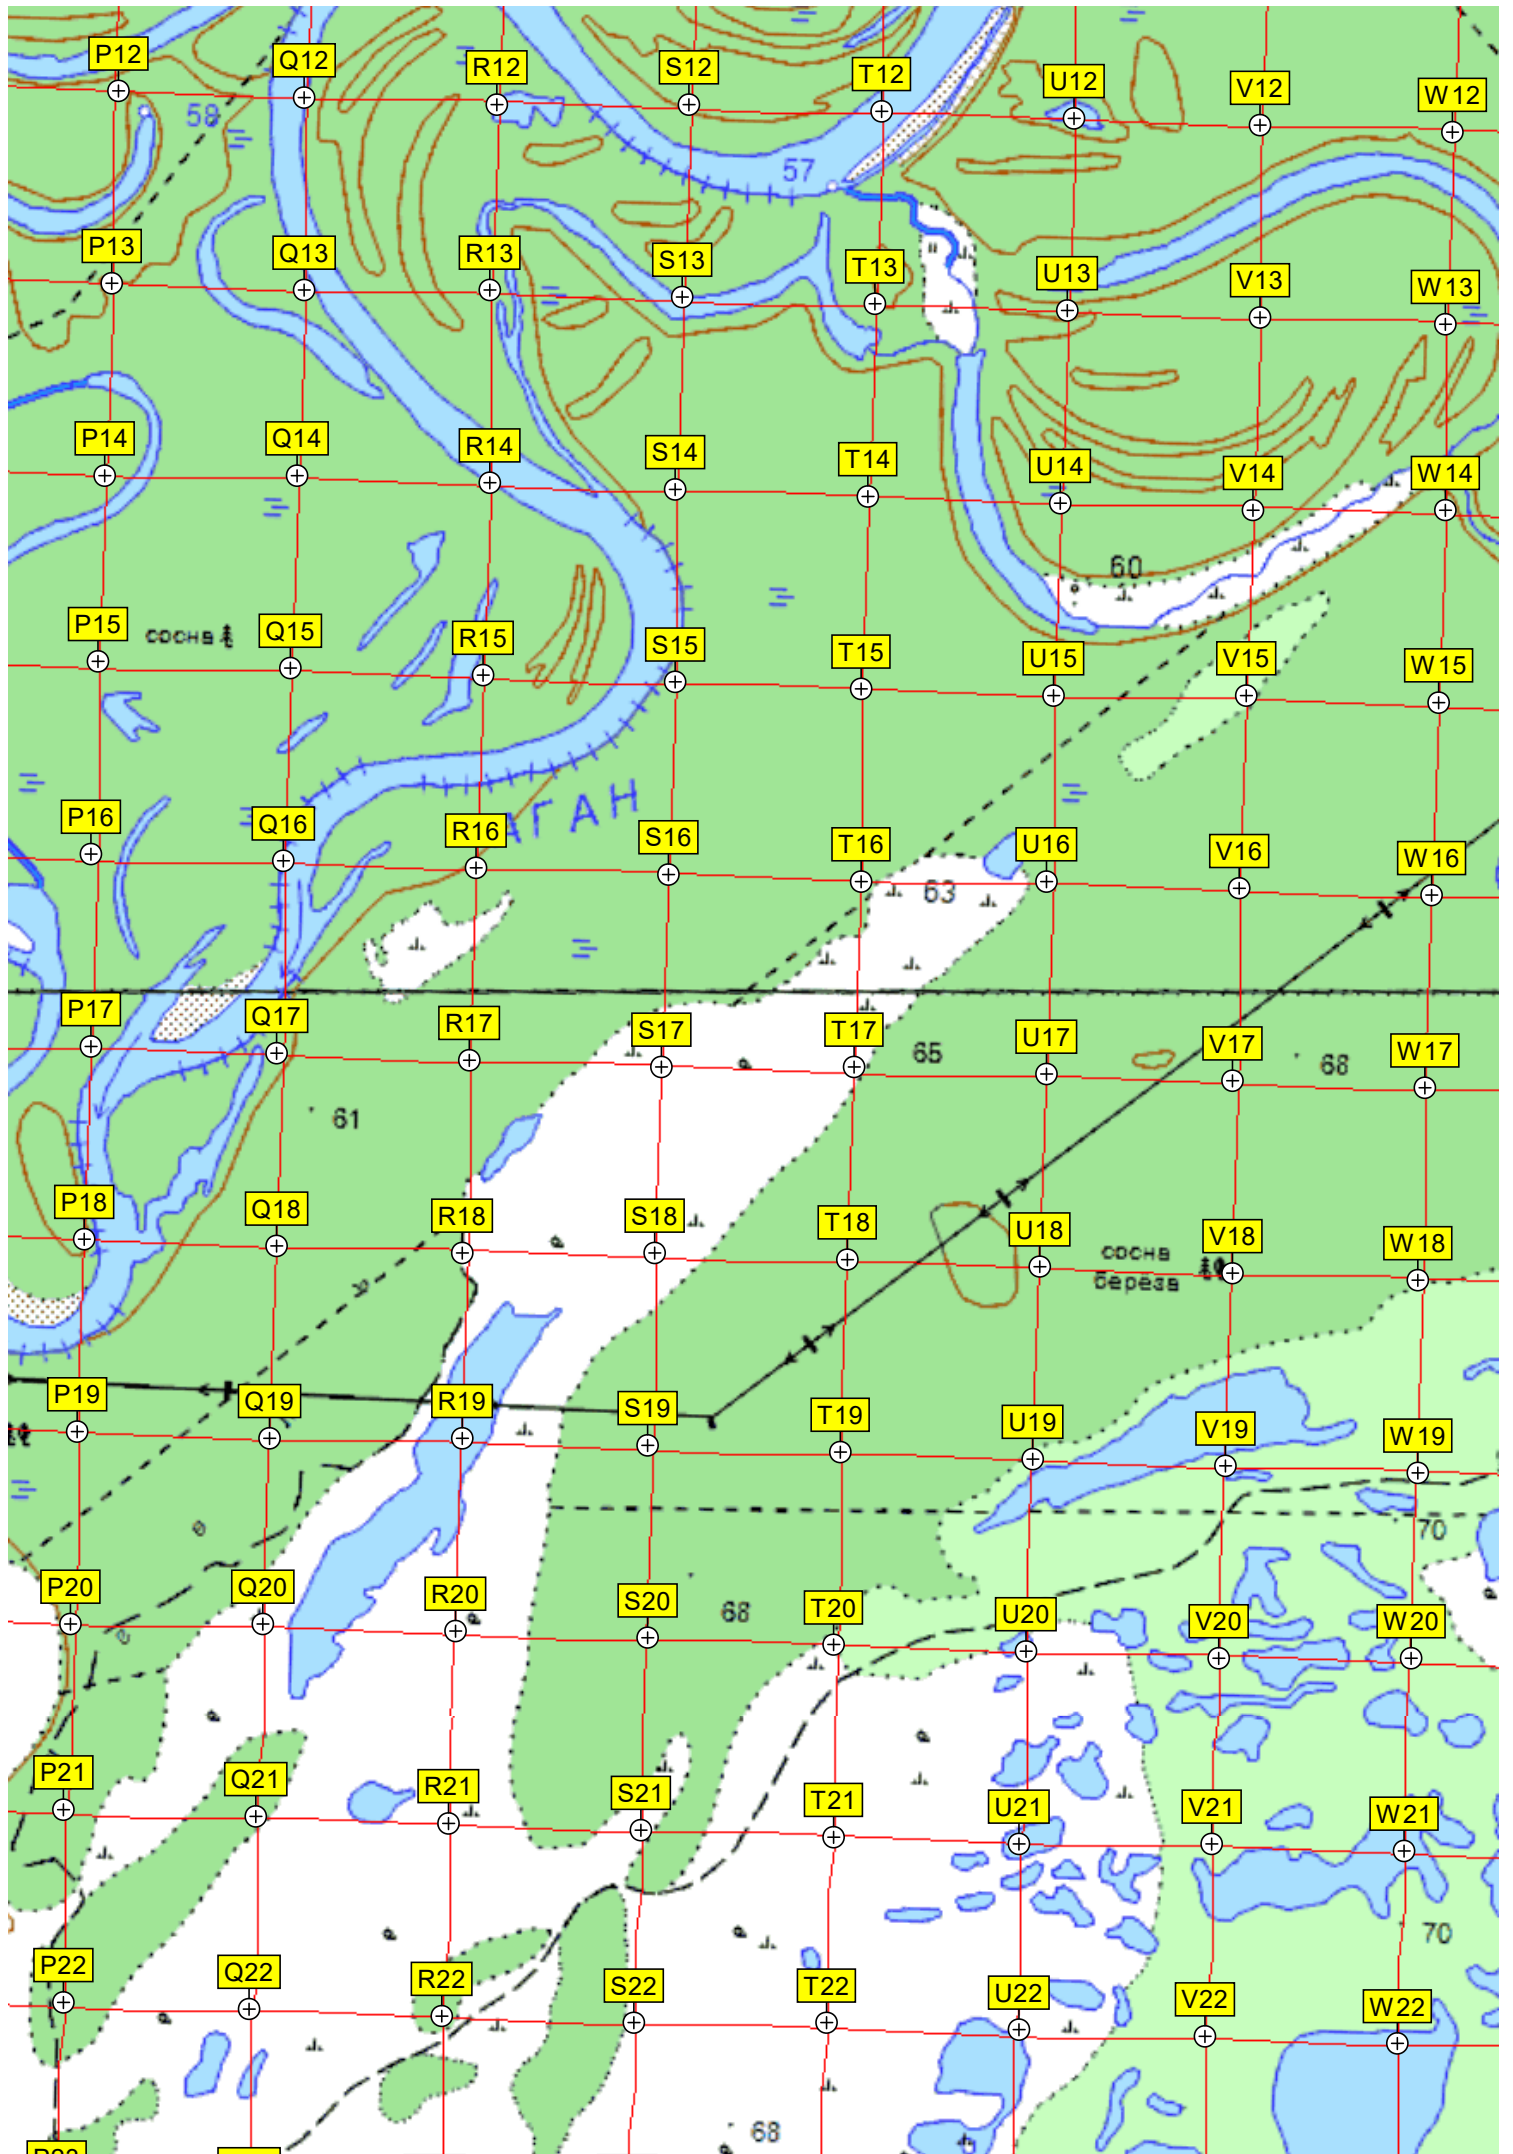 P12 Q12 R12 S12 T12 U12 V12 W12
58
57
P13 Q13 R13 S13 T13 U13 V13 W13
P14 Q14 R14 S14 T14 U14 V14 W14
60
P15 сосна Q15 R15 S15 T15 U15 V15 W15
АГАН
P16 Q16 R16 S16 T16 U16 V16 W16
63
P17 Q17 R17 S17 T17 U17 V17 W17
65
68
61
P18 Q18 R18 S18 T18 U18 V18 W18
сосна
береза
P19 Q19 R19 S19 T19 U19 V19 W19
70
P20 Q20 R20 S20 T20 U20 V20 W20
68
P21 Q21 R21 S21 T21 U21 V21 W21
70
P22 Q22 R22 S22 T22 U22 V22 W22
68